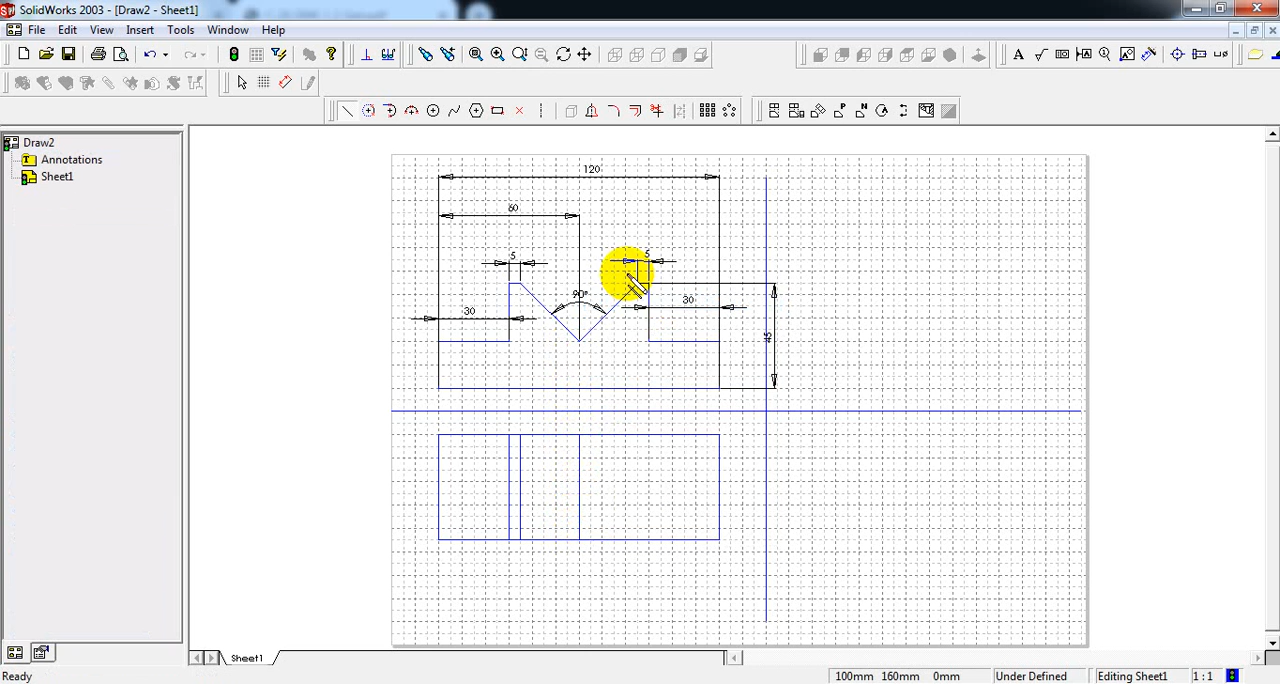 SolidWorks 2003 - [Draw2 - Sheet1]
File Edit View Insert Tools Window Help
Draw2
Annotations
Sheet1
120
60
5
5
90°
30
30
45
Sheet1
Ready
100mm 160mm 0mm
Under Defined
Editing Sheet1
1 : 1